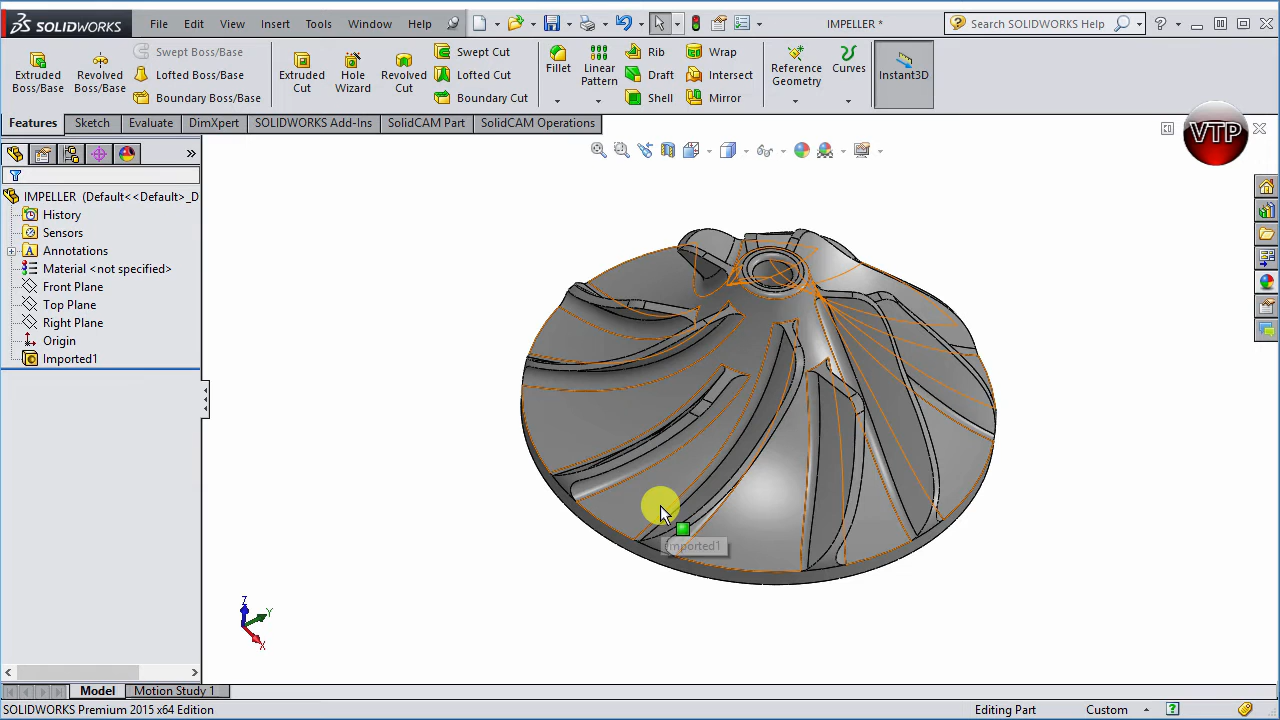 SOLIDWORKS File Edit View Insert Tools Window Help IMPELLER * Search SOLIDWORKS Help
Extruded Boss/Base
Revolved Boss/Base
Swept Boss/Base
Lofted Boss/Base
Boundary Boss/Base
Extruded Cut
Hole Wizard
Revolved Cut
Swept Cut
Lofted Cut
Boundary Cut
Fillet
Linear Pattern
Rib
Draft
Shell
Wrap
Intersect
Mirror
Reference Geometry
Curves
Instant3D
Features Sketch Evaluate DimXpert SOLIDWORKS Add-Ins SolidCAM Part SolidCAM Operations
VTP
IMPELLER (Default<<Default>_D
History
Sensors
Annotations
Material <not specified>
Front Plane
Top Plane
Right Plane
Origin
Imported1
Imported1
Z
Y
X
Model Motion Study 1
SOLIDWORKS Premium 2015 x64 Edition Editing Part Custom